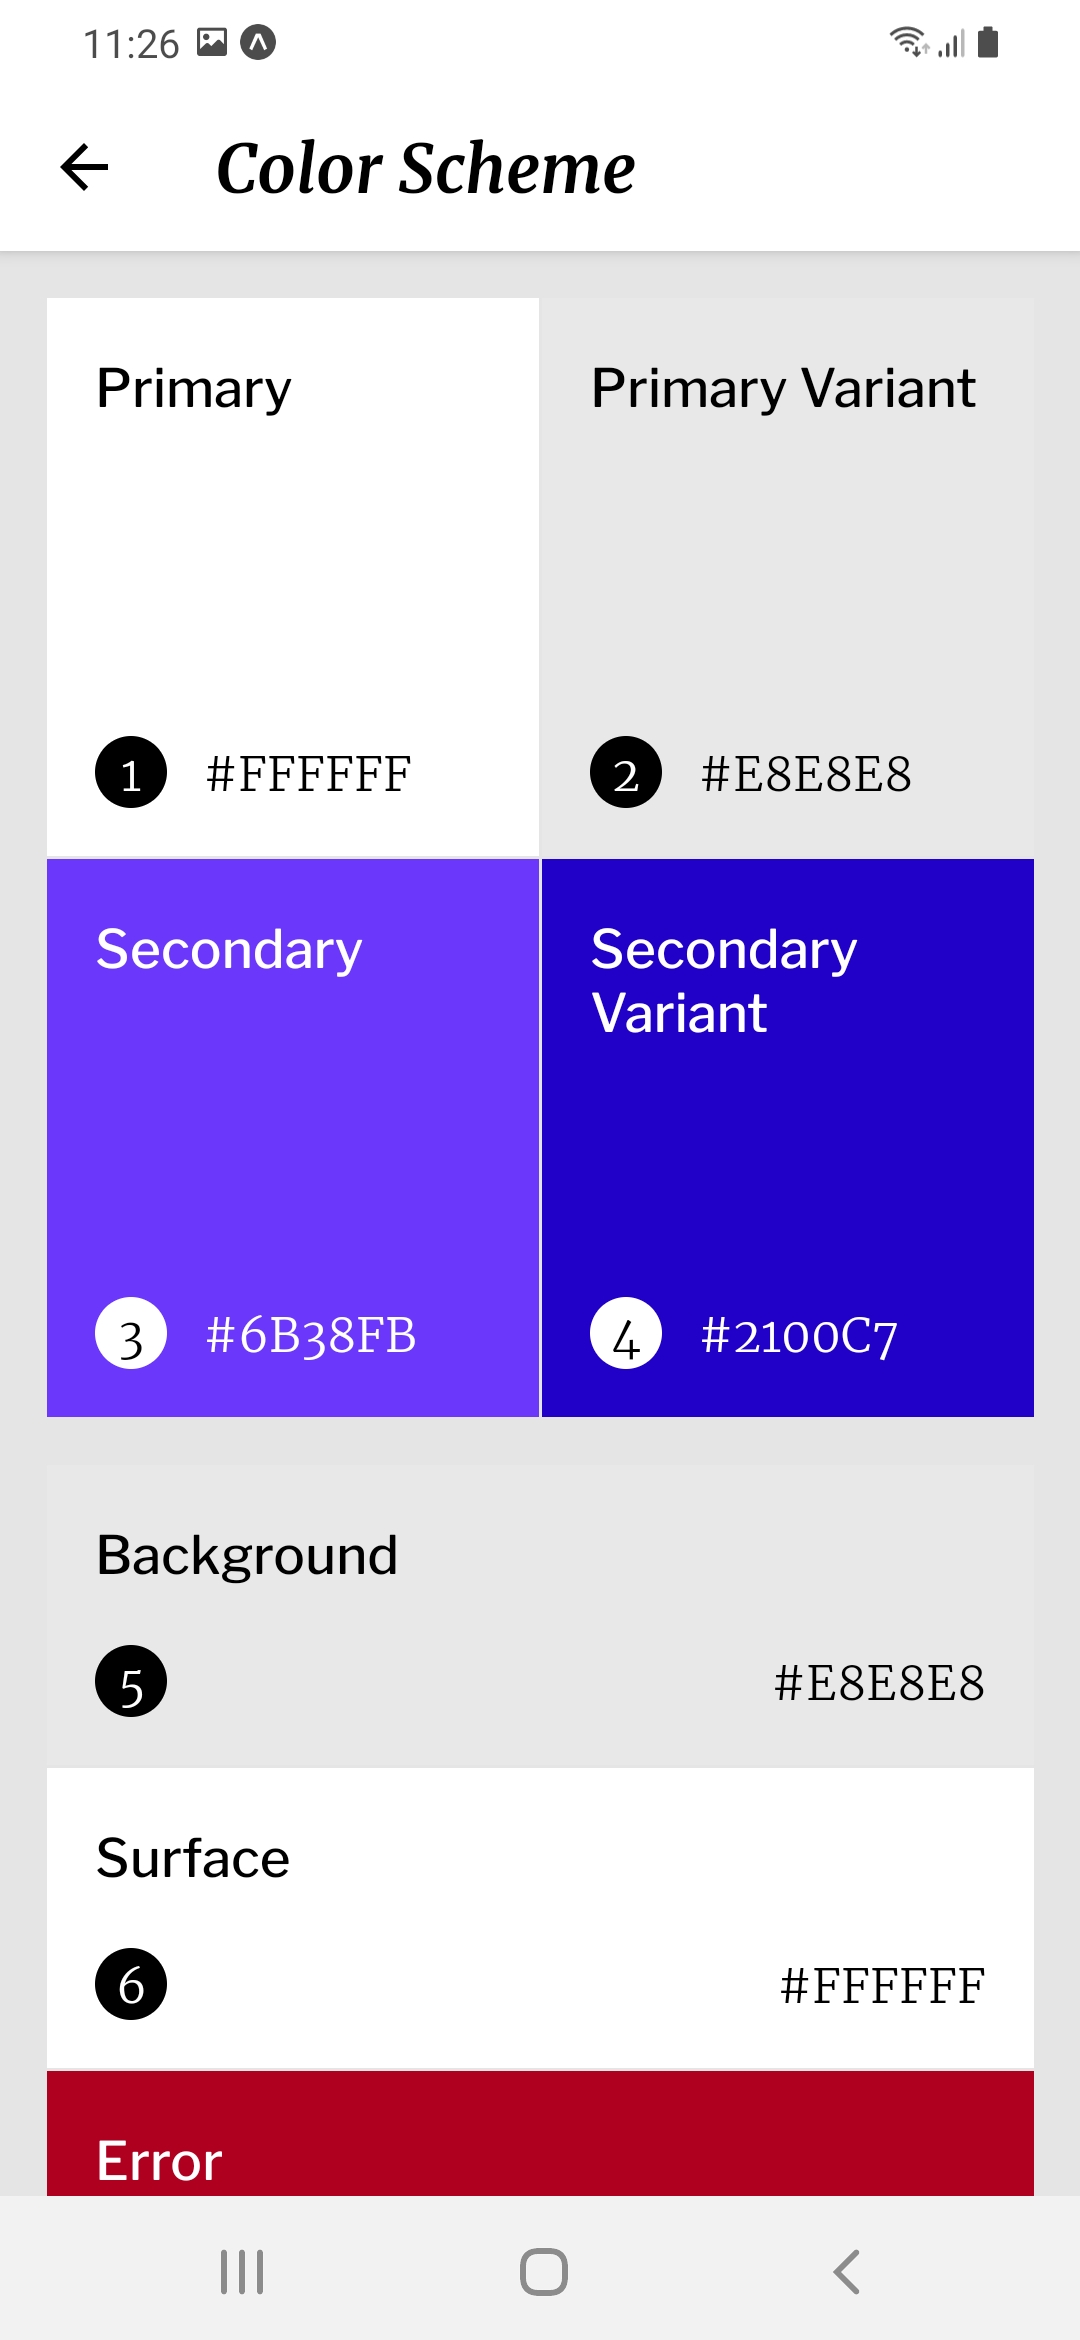 11:26
Color Scheme
Primary
Primary Variant
1 #FFFFFF
2 #E8E8E8
Secondary
Secondary
Variant
3 #6B38FB
4 #2100C7
Background
5 #E8E8E8
Surface
6 #FFFFFF
Error